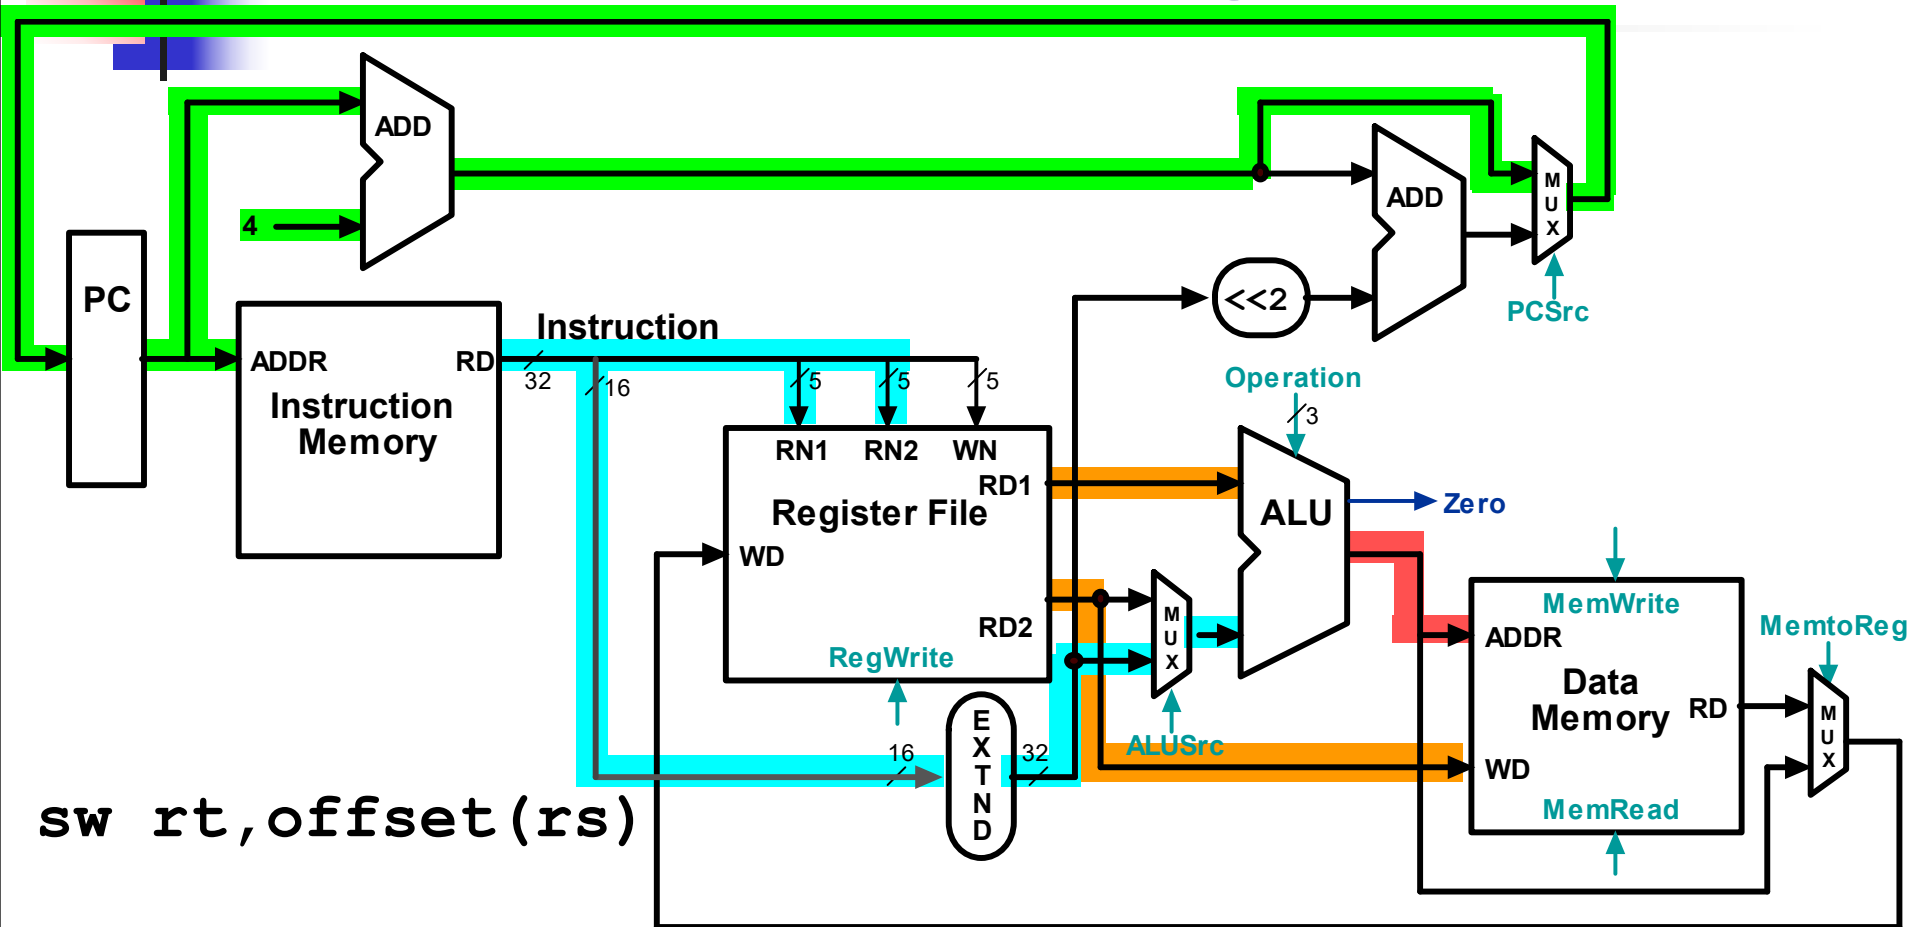 ADD
4
PC
ADD
M
U
X
<<2
PCSrc
Instruction
ADDR
RD
32
16
5
5
5
Instruction
Memory
Operation
3
RN1
RN2
WN
RD1
Register File
ALU
Zero
WD
RD2
RegWrite
M
U
X
ALUSrc
MemWrite
ADDR
MemtoReg
Data
Memory
RD
M
U
X
WD
MemRead
E
X
T
N
D
16
32
sw rt,offset(rs)